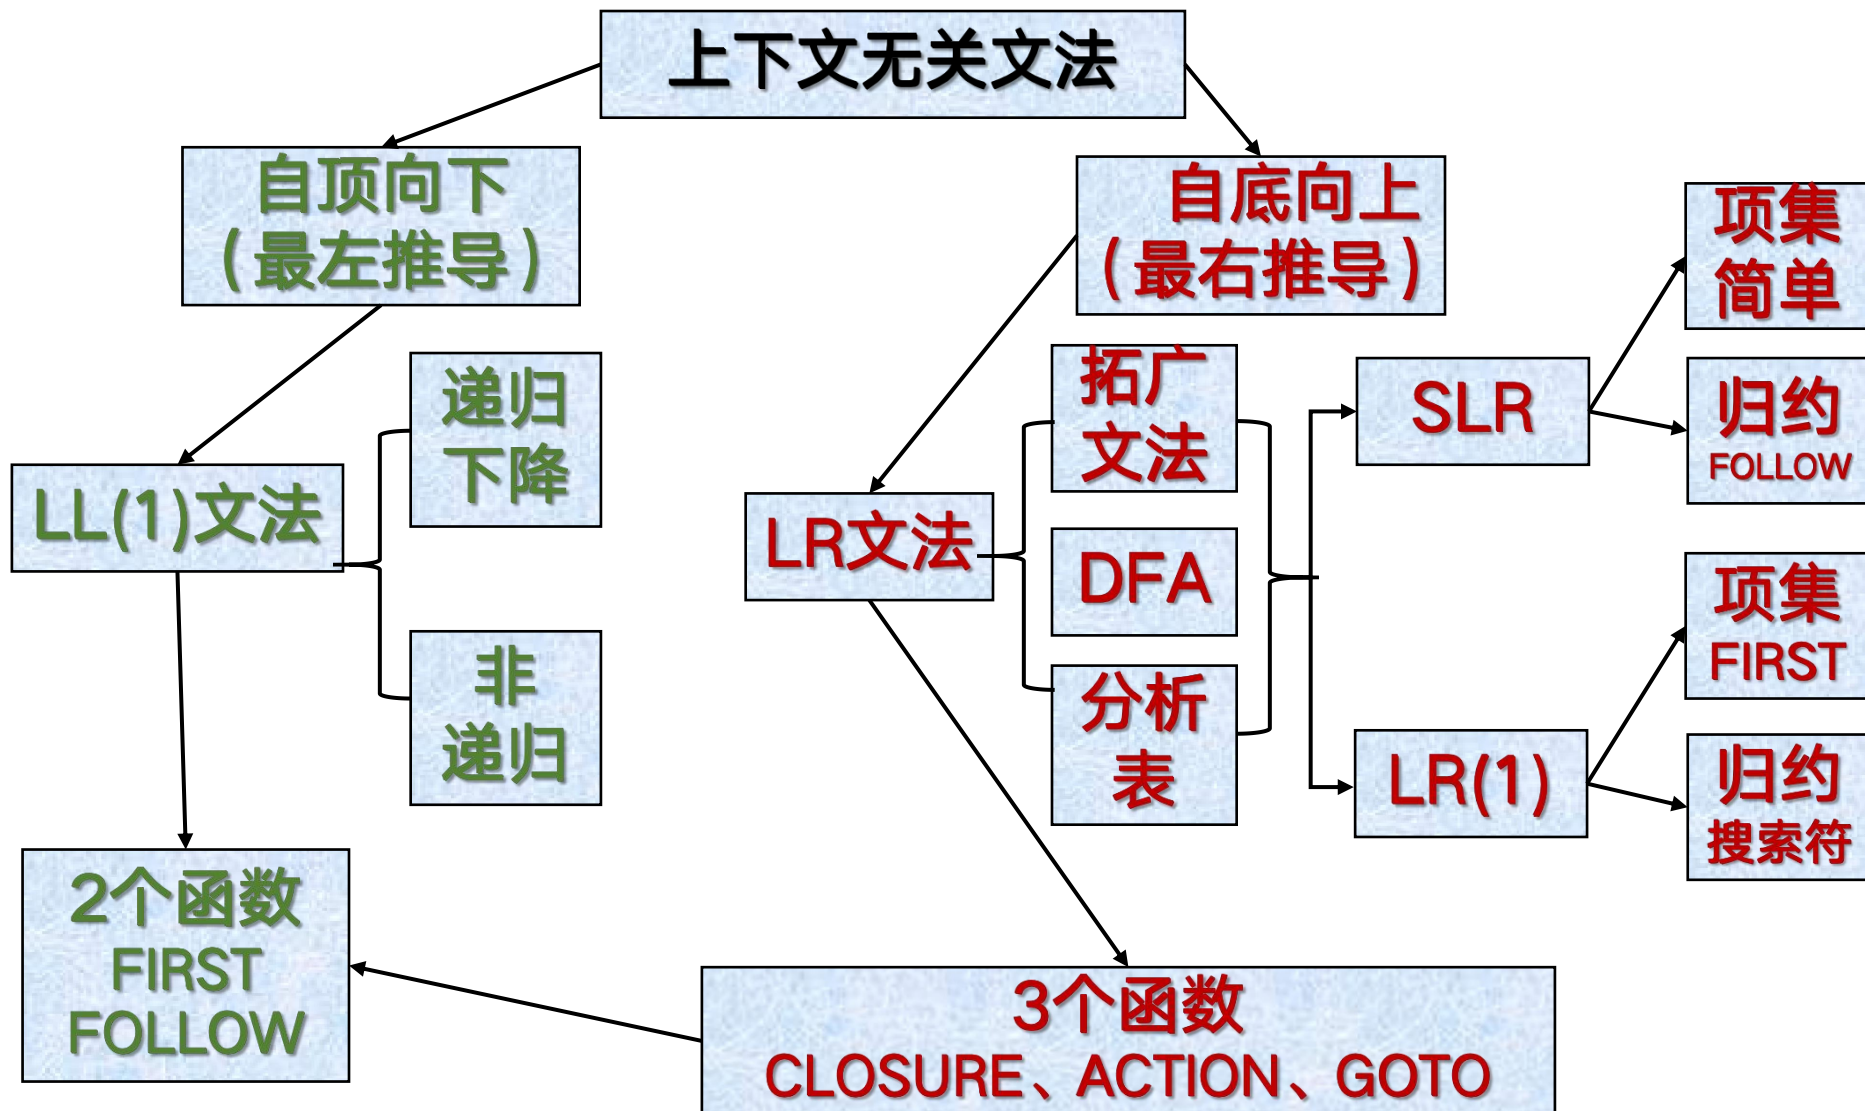 上下文无关文法
自顶向下
(最左推导)
自底向上
(最右推导)
项集
简单
递归
下降
拓广
文法
SLR
归约
FOLLOW
LL(1)文法
LR文法
DFA
项集
FIRST
非
递归
分析
表
LR(1)
归约
搜索符
2个函数
FIRST
FOLLOW
3个函数
CLOSURE、ACTION、GOTO